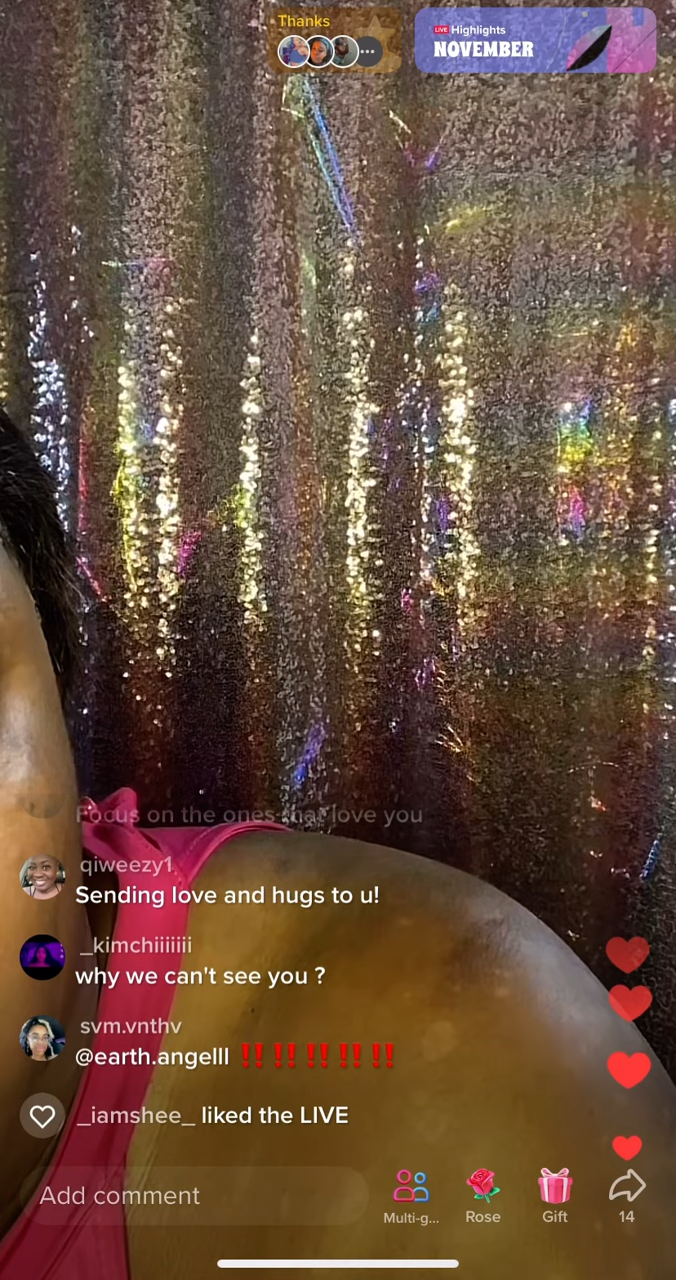 Thanks
LIVE Highlights
NOVEMBER
Focus on the ones that love you
qiweezy1
Sending love and hugs to u!
_kimchiiiiiii
why we can't see you ?
svm.vnthv
@earth.angelll ‼️ ‼️ ‼️ ‼️ ‼️
_iamshee_ liked the LIVE
Add comment
Multi-g...
Rose
Gift
14